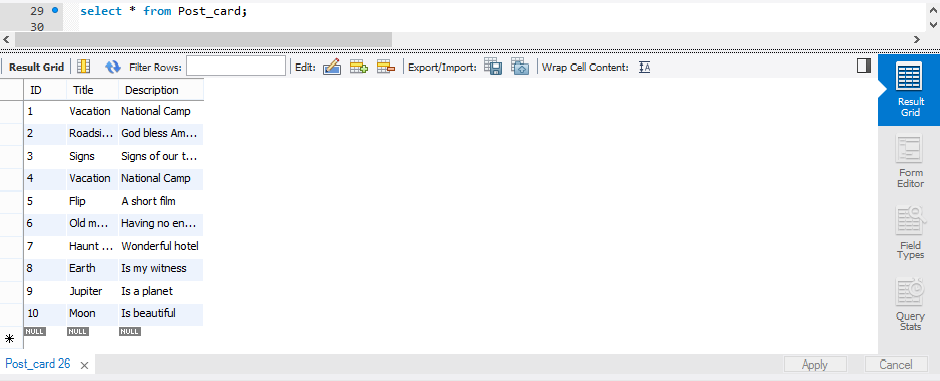 29 select * from Post_card;
30
Result Grid Filter Rows: Edit: Export/Import: Wrap Cell Content:
ID Title Description
1 Vacation National Camp
2 Roadsi... God bless Am...
3 Signs Signs of our t...
4 Vacation National Camp
5 Flip A short film
6 Old m... Having no en...
7 Haunt ... Wonderful hotel
8 Earth Is my witness
9 Jupiter Is a planet
10 Moon Is beautiful
NULL NULL NULL
Result
Grid
Form
Editor
Field
Types
Query
Stats
Post_card 26
Apply Cancel